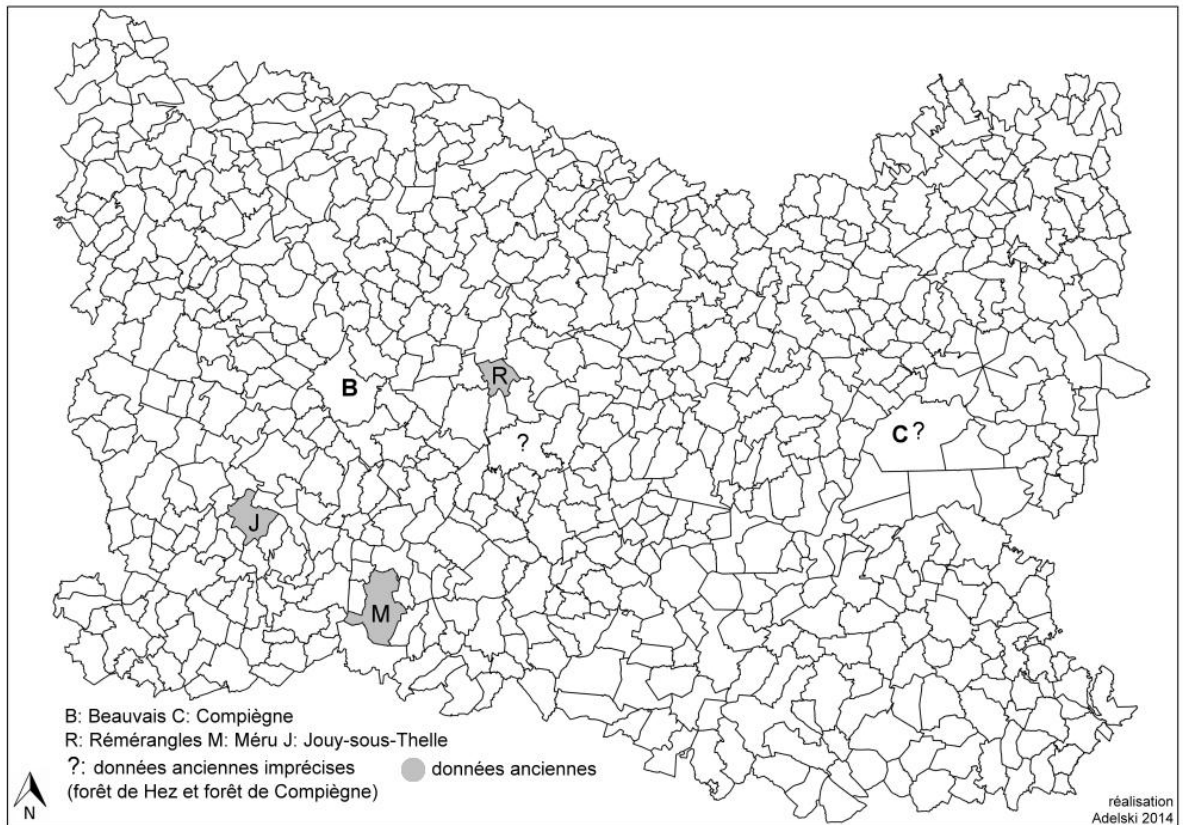 B
R
?
C?
J
M
B: Beauvais C: Compiègne
R: Rémérangles M: Méru J: Jouy-sous-Thelle
?: données anciennes imprécises
données anciennes
(forêt de Hez et forêt de Compiègne)
N
réalisation
Adelski 2014